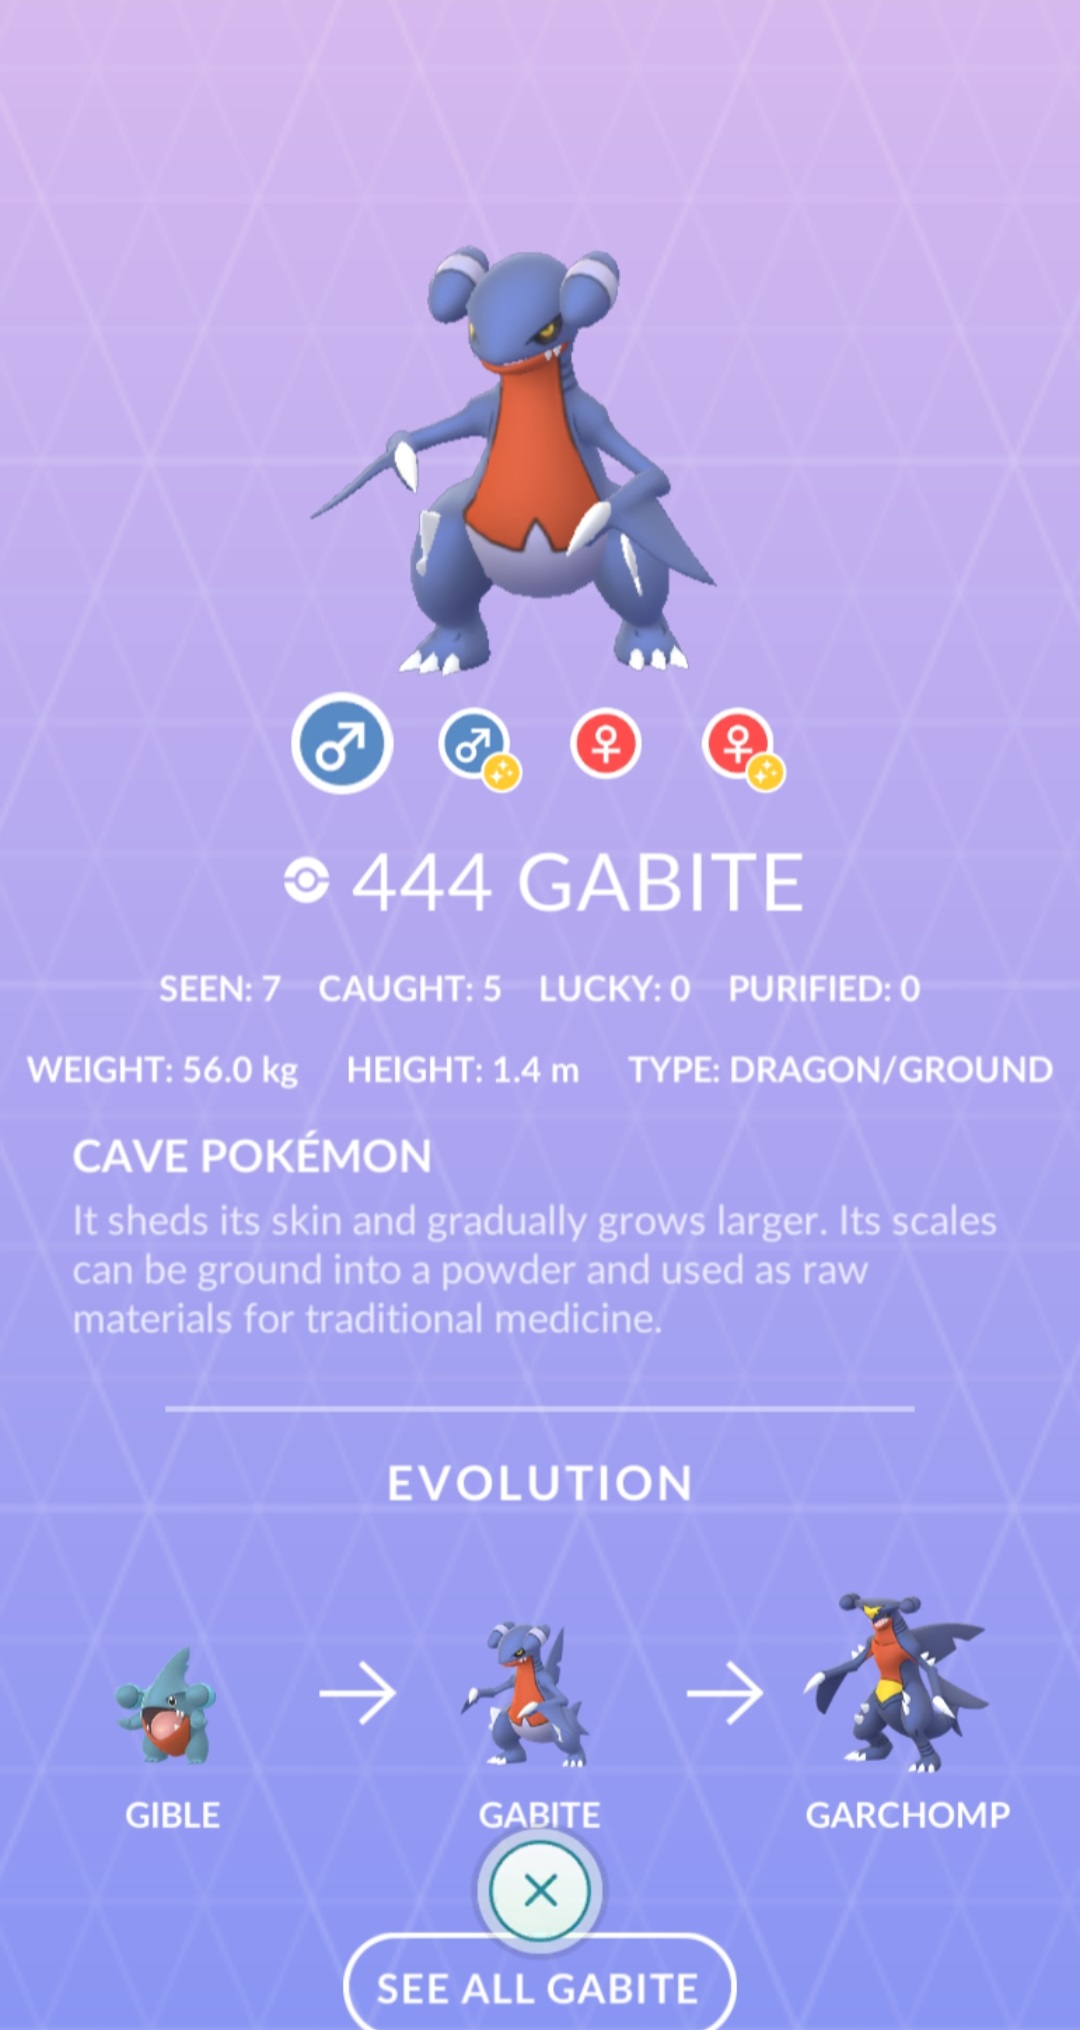 444 GABITE
SEEN: 7 CAUGHT: 5 LUCKY: 0 PURIFIED: 0
WEIGHT: 56.0 kg HEIGHT: 1.4 m TYPE: DRAGON/GROUND
CAVE POKÉMON
It sheds its skin and gradually grows larger. Its scales
can be ground into a powder and used as raw
materials for traditional medicine.
EVOLUTION
GIBLE GABITE GARCHOMP
SEE ALL GABITE